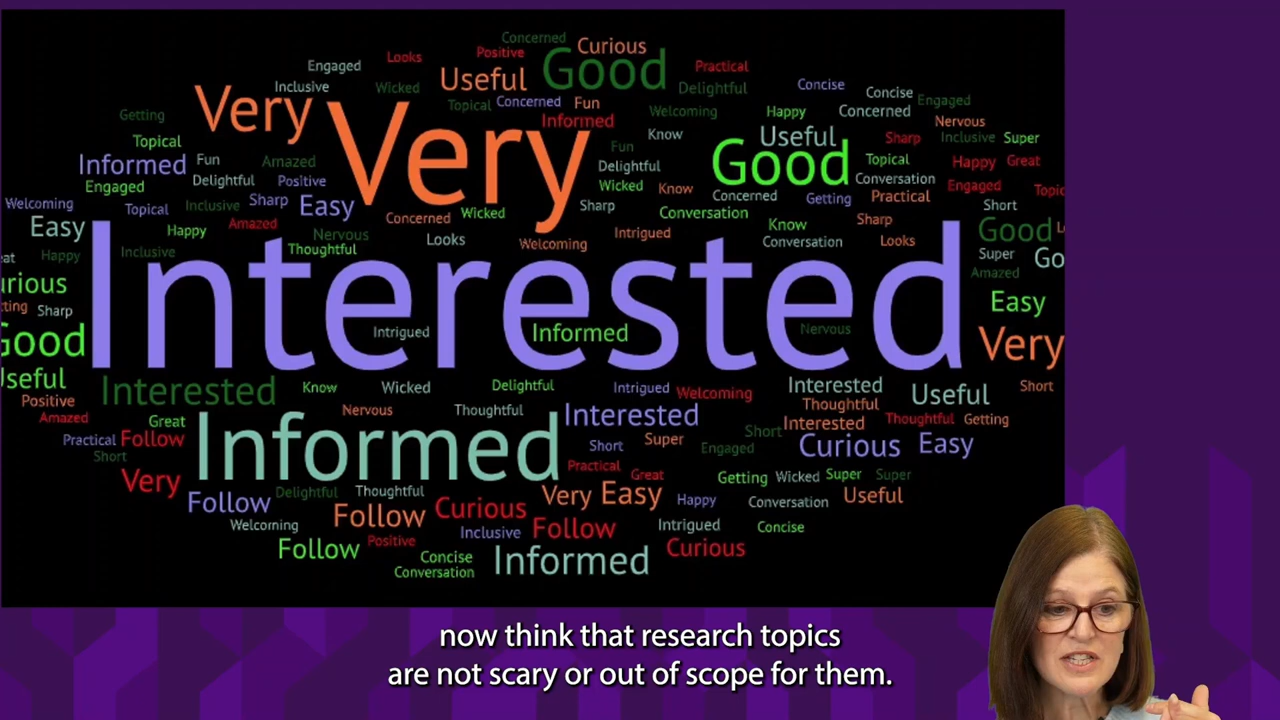 Concerned Curious
Looks Positive Good Practical
Engaged Useful
Inclusive Wicked Delightful Concise Concise
Very Very Topical Concerned Fun Engaged
Getting Informed Welcoming Happy Concerned
Topical Know Useful Nervous
Informed Fun Amazed Fun Good Sharp Inclusive Super
Engaged Delightful Positive Delightful Topical Happy Great
Wicked Know Conversation Engaged
Welcoming Topical Inclusive Sharp Easy Sharp Concerned Getting Practical Topic
Easy Happy Amazed Concerned Wicked Conversation Know Sharp Short
Nervous Looks Welcoming Intrigued Conversation Looks Good L
eat Happy Inclusive Thoughtful Super Go
urious Interested Amazed
tting Sharp Easy
Good Intrigued Informed Nervous Very
Useful Interested Know Wicked Delightful Intrigued Welcoming Interested Useful Short
Positive Nervous Thoughtful Interested Thoughtful
Amazed Great Interested Thoughtful Getting
Practical Follow Informed Short Super Short Engaged Curious Easy
Short Practical Great
Very Getting Wicked Super Super
Follow Delightful Thoughtful Curious Very Easy Happy Conversation Useful
Welcoming Follow Inclusive Follow Intrigued Concise
Follow Positive Concise Informed Curious
Conversation
now think that research topics
are not scary or out of scope for them.